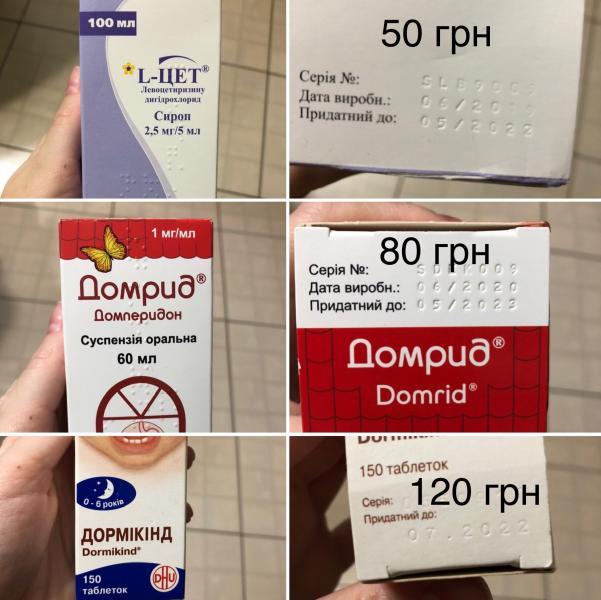 100 мл
L-ЦЕТ®
Левоцетиризину
дигідрохлорид
Сироп
2,5 мг/5 мл
50 грн
Серія №:
Дата виробн.: 06/2019
Придатний до: 05/2022
1 мг/мл
Домрид®
Домперидон
Суспензія оральна
60 мл
80 грн
Серія №:
Дата виробн.: 06/2020
Придатний до: 05/2023
Домрид®
Domrid®
0 - 6 років
ДОРМІКІНД
Dormikind®
150
таблеток
DHU
150 таблеток
120 грн
Серія:
Придатний до:
07.2022